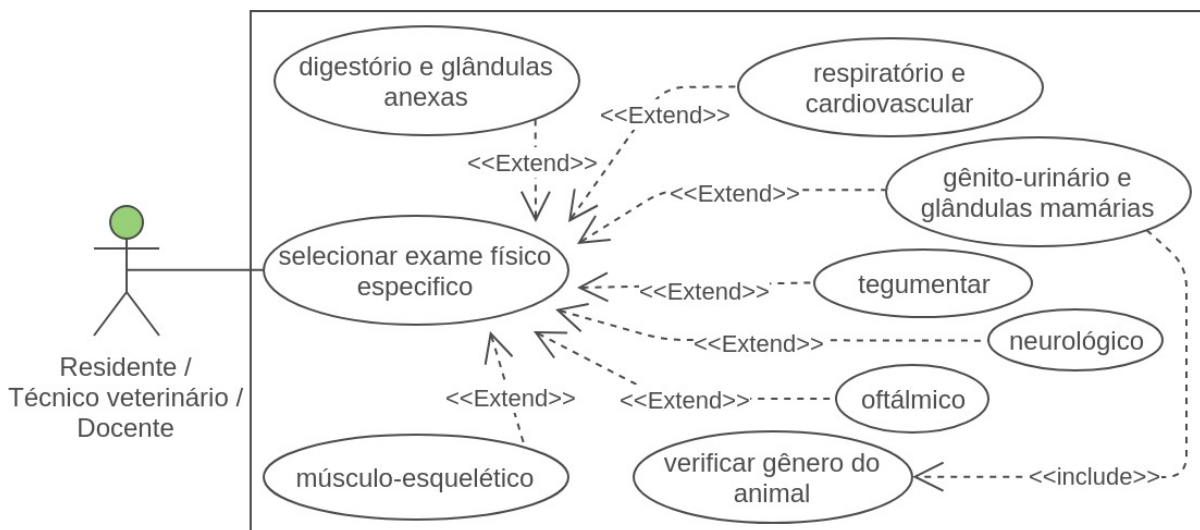 digestório e glândulas
anexas
respiratório e
cardiovascular
<<Extend>>
<<Extend>>
gênito-urinário e
glândulas mamárias
<<Extend>>
selecionar exame físico
especifico
tegumentar
<<Extend>>
neurológico
<<Extend>>
Residente /
Técnico veterinário /
Docente
oftálmico
<<Extend>>
<<Extend>>
músculo-esquelético
verificar gênero do
animal
<<include>>